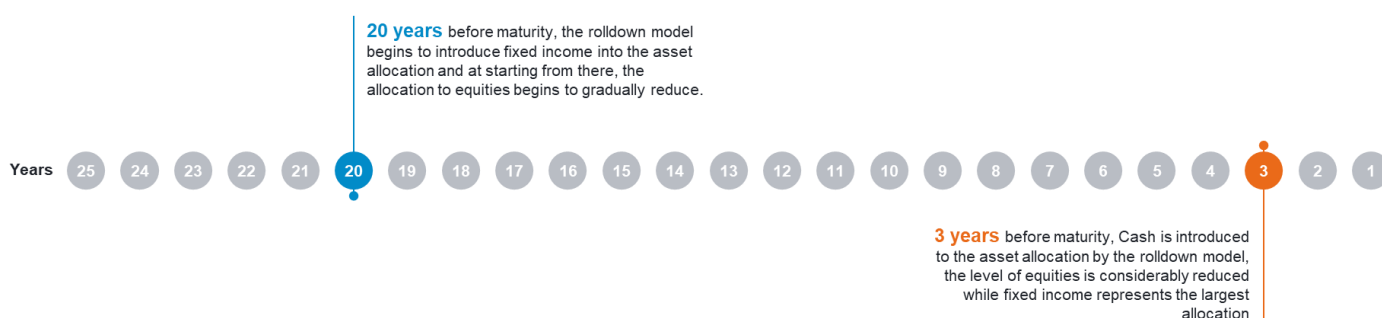 20 years before maturity, the rolldown model
begins to introduce fixed income into the asset
allocation and at starting from there, the
allocation to equities begins to gradually reduce.
Years 25 24 23 22 21 20 19 18 17 16 15 14 13 12 11 10 9 8 7 6 5 4 3 2 1
3 years before maturity, Cash is introduced
to the asset allocation by the rolldown model,
the level of equities is considerably reduced
while fixed income represents the largest
allocation